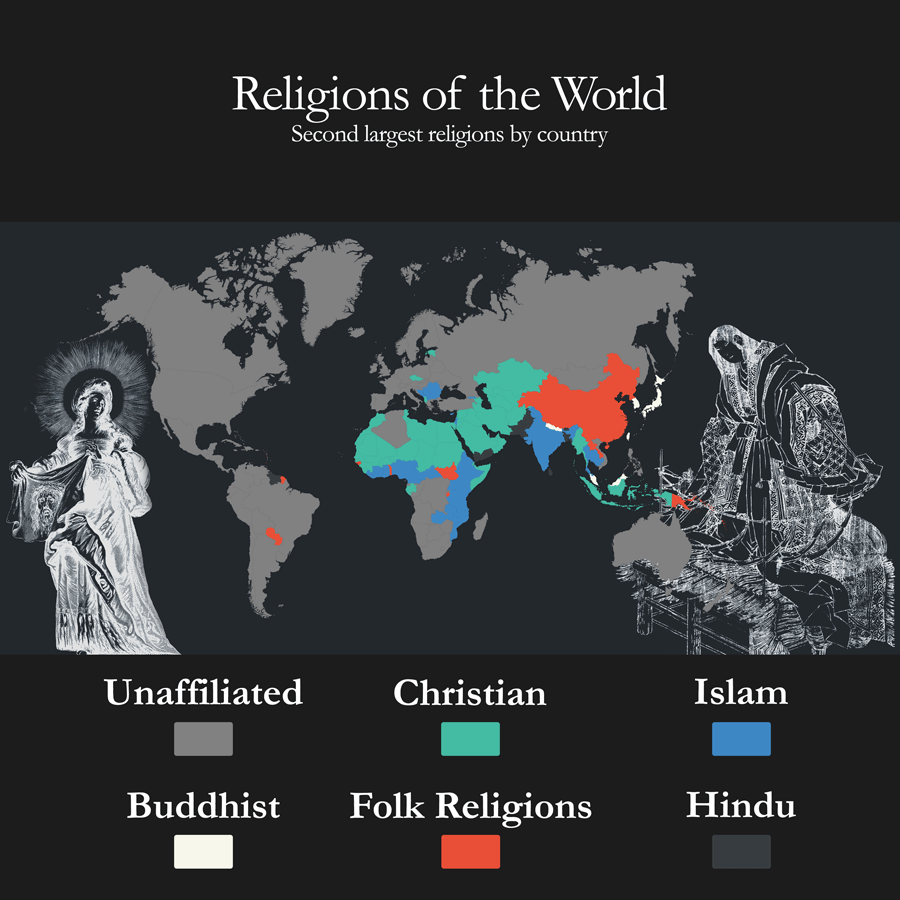 Religions of the World
Second largest religions by country
Unaffiliated
Christian
Islam
Buddhist
Folk Religions
Hindu